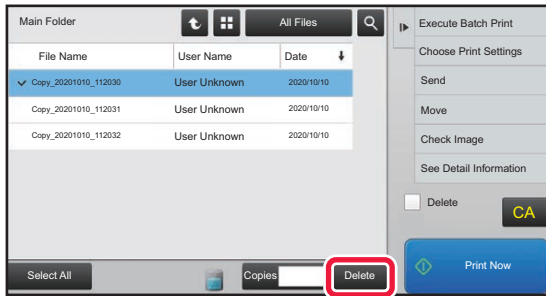 Main Folder
All Files
File Name User Name Date
Copy_20201010_112030 User Unknown 2020/10/10
Copy_20201010_112031 User Unknown 2020/10/10
Copy_20201010_112032 User Unknown 2020/10/10
Select All
Copies
Delete
Execute Batch Print
Choose Print Settings
Send
Move
Check Image
See Detail Information
Delete
CA
Print Now